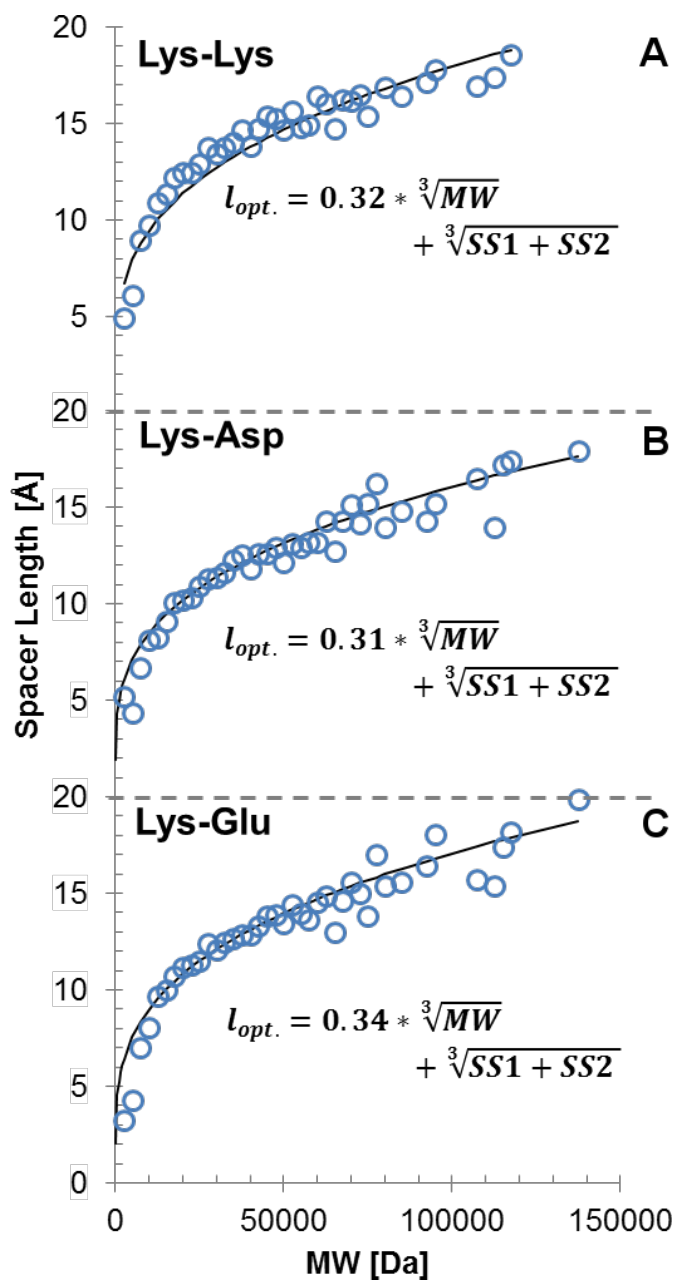 20
Lys-Lys
A
15
l_opt. = 0.32 * ∛MW
+ ∛SS1 + SS2
10
5
20
Lys-Asp
B
15
10
l_opt. = 0.31 * ∛MW
+ ∛SS1 + SS2
5
Spacer Length [Å]
20
Lys-Glu
C
15
10
l_opt. = 0.34 * ∛MW
+ ∛SS1 + SS2
5
0
0 50000 100000 150000
MW [Da]